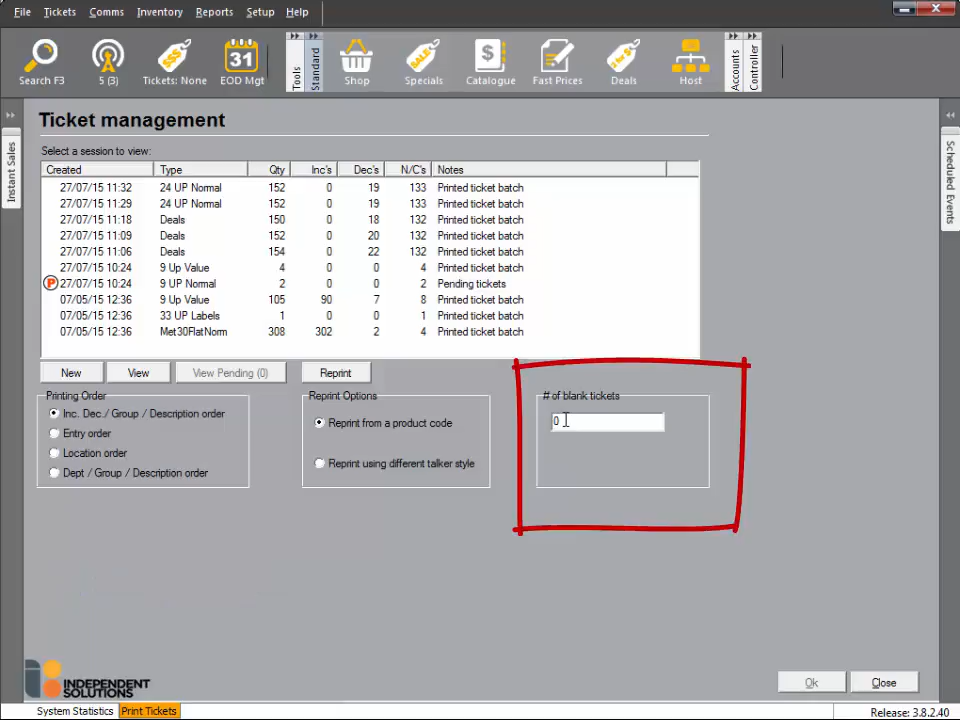 File Tickets Comms Inventory Reports Setup Help
Search F3 5 (3) Tickets: None 31 EOD Mgt Tools Standard Shop SALE Specials $ Catalogue Fast Prices Deals Host Accounts Controller
Instant Sales
Scheduled Events
Ticket management
Select a session to view:
Created Type Qty Inc's Dec's N/C's Notes
27/07/15 11:32 24 UP Normal 152 0 19 133 Printed ticket batch
27/07/15 11:29 24 UP Normal 152 0 19 133 Printed ticket batch
27/07/15 11:18 Deals 150 0 18 132 Printed ticket batch
27/07/15 11:09 Deals 152 0 20 132 Printed ticket batch
27/07/15 11:06 Deals 154 0 22 132 Printed ticket batch
27/07/15 10:24 9 Up Value 4 0 0 4 Printed ticket batch
P 27/07/15 10:24 9 UP Normal 2 0 0 2 Pending tickets
07/05/15 12:36 9 Up Value 105 90 7 8 Printed ticket batch
07/05/15 12:36 33 UP Labels 1 0 0 1 Printed ticket batch
07/05/15 12:36 Met30FlatNorm 308 302 2 4 Printed ticket batch
New View View Pending (0) Reprint
Printing Order Reprint Options # of blank tickets
Inc. Dec./ Group / Description order Reprint from a product code 0
Entry order
Location order Reprint using different talker style
Dept / Group / Description order
INDEPENDENT
SOLUTIONS
Ok Close
System Statistics Print Tickets Release: 3.8.2.40